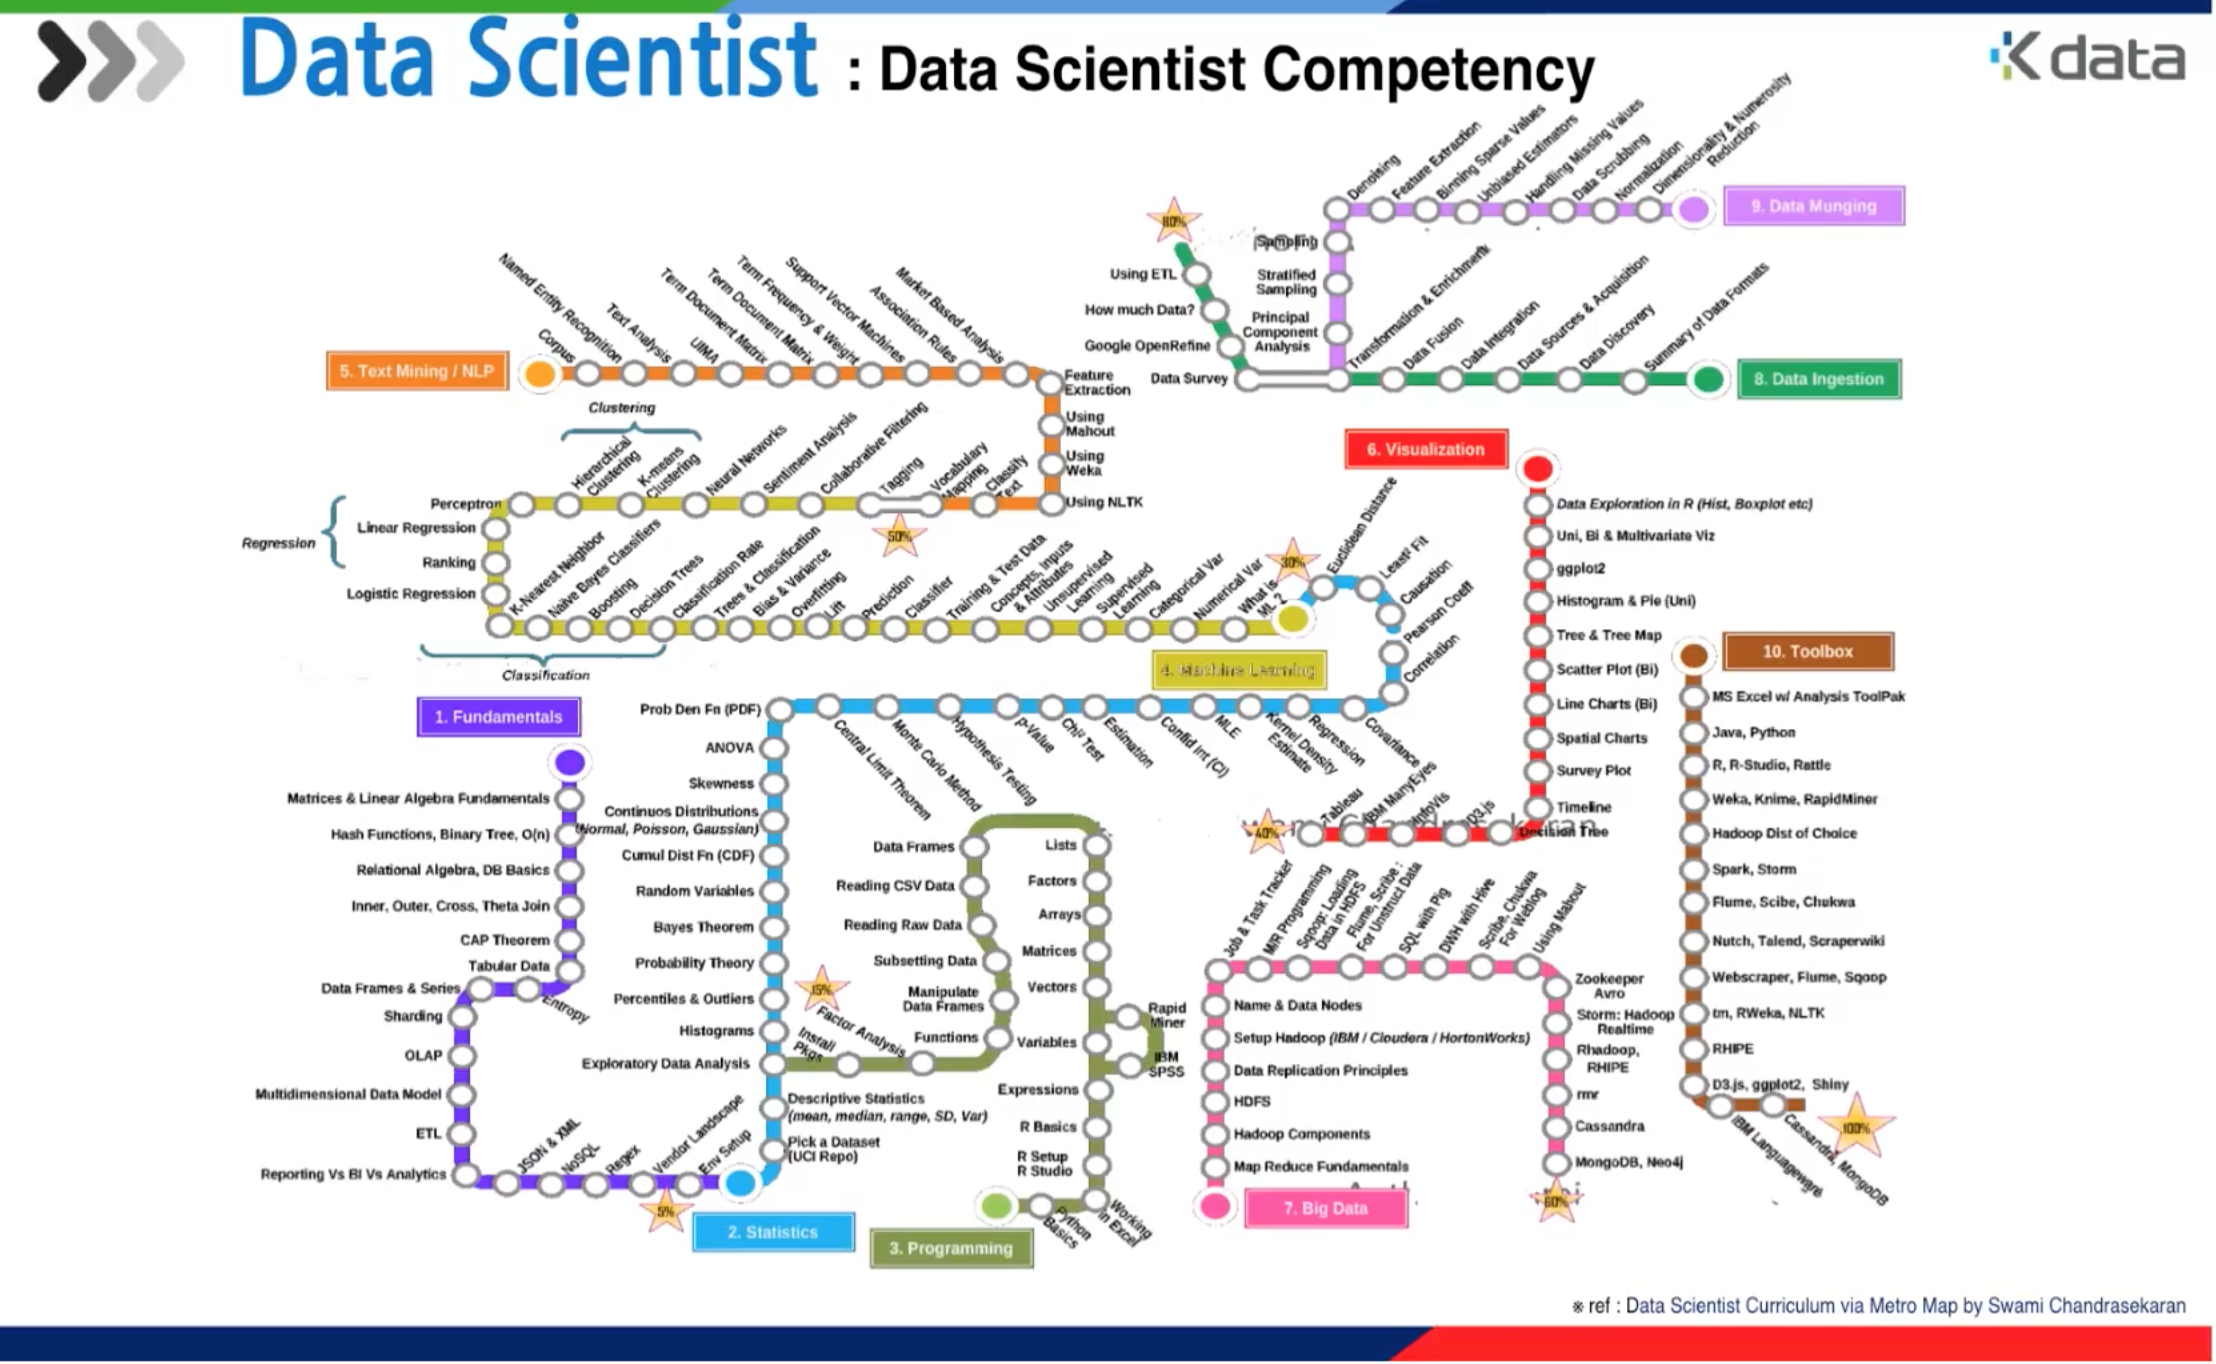 Data Scientist : Data Scientist Competency
K data
9. Data Munging
Denoising
Feature Extraction
Binning Sparse Values
Unbiased Estimators
Handling Missing Values
Data Scrubbing
Normalization
Dimensionality & Numerosity
Reduction
Sampling
Stratified
Sampling
Principal
Component
Analysis
80%
Using ETL
How much Data?
Google OpenRefine
Data Survey
Transformation & Enrichment
Data Fusion
Data Integration
Data Sources & Acquisition
Data Discovery
Summary of Data Formats
8. Data Ingestion
5. Text Mining / NLP
Corpus
Named Entity Recognition
Text Analysis
UIMA
Term Document Matrix
Term Document Matrix
Term Frequency & Weight
Support Vector Machines
Association Rules
Market Based Analysis
Feature
Extraction
Using
Mahout
Using
Weka
Using NLTK
Clustering
Hierarchical
Clustering
K-means
Clustering
Neural Networks
Sentiment Analysis
Collaborative Filtering
Tagging
Vocabulary
Mapping
Classify
Text
50%
Perceptron
Linear Regression
Regression
Ranking
Logistic Regression
K-Nearest Neighbor
Naïve Bayes Classifiers
Boosting
Decision Trees
Classification Rate
Trees & Classification
Bias & Variance
Overfitting
Lift
Prediction
Classifier
Training & Test Data
Concepts, Inputs
& Attributes
Unsupervised
Learning
Supervised
Learning
Categorical Var
Numerical Var
What is
ML ?
30%
Classification
4. Machine Learning
Euclidean Distance
Least² Fit
Causation
Pearson Coeff
Correlation
6. Visualization
Data Exploration in R (Hist, Boxplot etc)
Uni, Bi & Multivariate Viz
ggplot2
Histogram & Pie (Uni)
Tree & Tree Map
Scatter Plot (Bi)
Line Charts (Bi)
Spatial Charts
Survey Plot
Timeline
Decision Tree
D3.js
InfoVis
IBM ManyEyes
Tableau
40%
10. Toolbox
MS Excel w/ Analysis ToolPak
Java, Python
R, R-Studio, Rattle
Weka, Knime, RapidMiner
Hadoop Dist of Choice
Spark, Storm
Flume, Scibe, Chukwa
Nutch, Talend, Scraperwiki
Webscraper, Flume, Sqoop
tm, RWeka, NLTK
RHIPE
D3.js, ggplot2, Shiny
IBM Languageware
Cassandra, MongoDB
100%
1. Fundamentals
Matrices & Linear Algebra Fundamentals
Hash Functions, Binary Tree, O(n)
Relational Algebra, DB Basics
Inner, Outer, Cross, Theta Join
CAP Theorem
Tabular Data
Entropy
Data Frames & Series
Sharding
OLAP
Multidimensional Data Model
ETL
Reporting Vs BI Vs Analytics
JSON & XML
NoSQL
Regex
Vendor Landscape
Env Setup
5%
2. Statistics
Prob Den Fn (PDF)
ANOVA
Skewness
Continuos Distributions
(Normal, Poisson, Gaussian)
Cumul Dist Fn (CDF)
Random Variables
Bayes Theorem
Probability Theory
Percentiles & Outliers
Histograms
Exploratory Data Analysis
Descriptive Statistics
(mean, median, range, SD, Var)
Pick a Dataset
(UCI Repo)
Central Limit Theorem
Monte Carlo Method
Hypothesis Testing
p-Value
Chi² Test
Estimation
Confid Int (CI)
MLE
Kernel Density
Estimate
Regression
Covariance
15%
Install
Pkgs
Factor Analysis
Data Frames
Reading CSV Data
Reading Raw Data
Subsetting Data
Manipulate
Data Frames
Functions
Lists
Factors
Arrays
Matrices
Vectors
Variables
Expressions
R Basics
R Setup
R Studio
Rapid
Miner
IBM
SPSS
Working
in Excel
Python
Basics
3. Programming
Job & Task Tracker
M/R Programming
Sqoop: Loading
Data in HDFS
Flume, Scribe :
For Unstruct Data
SQL with Pig
DWH with Hive
Scribe, Chukwa
For Weblog
Using Mahout
Name & Data Nodes
Setup Hadoop (IBM / Cloudera / HortonWorks)
Data Replication Principles
HDFS
Hadoop Components
Map Reduce Fundamentals
7. Big Data
Zookeeper
Avro
Storm: Hadoop
Realtime
Rhadoop,
RHIPE
rmr
Cassandra
MongoDB, Neo4j
60%
※ ref : Data Scientist Curriculum via Metro Map by Swami Chandrasekaran